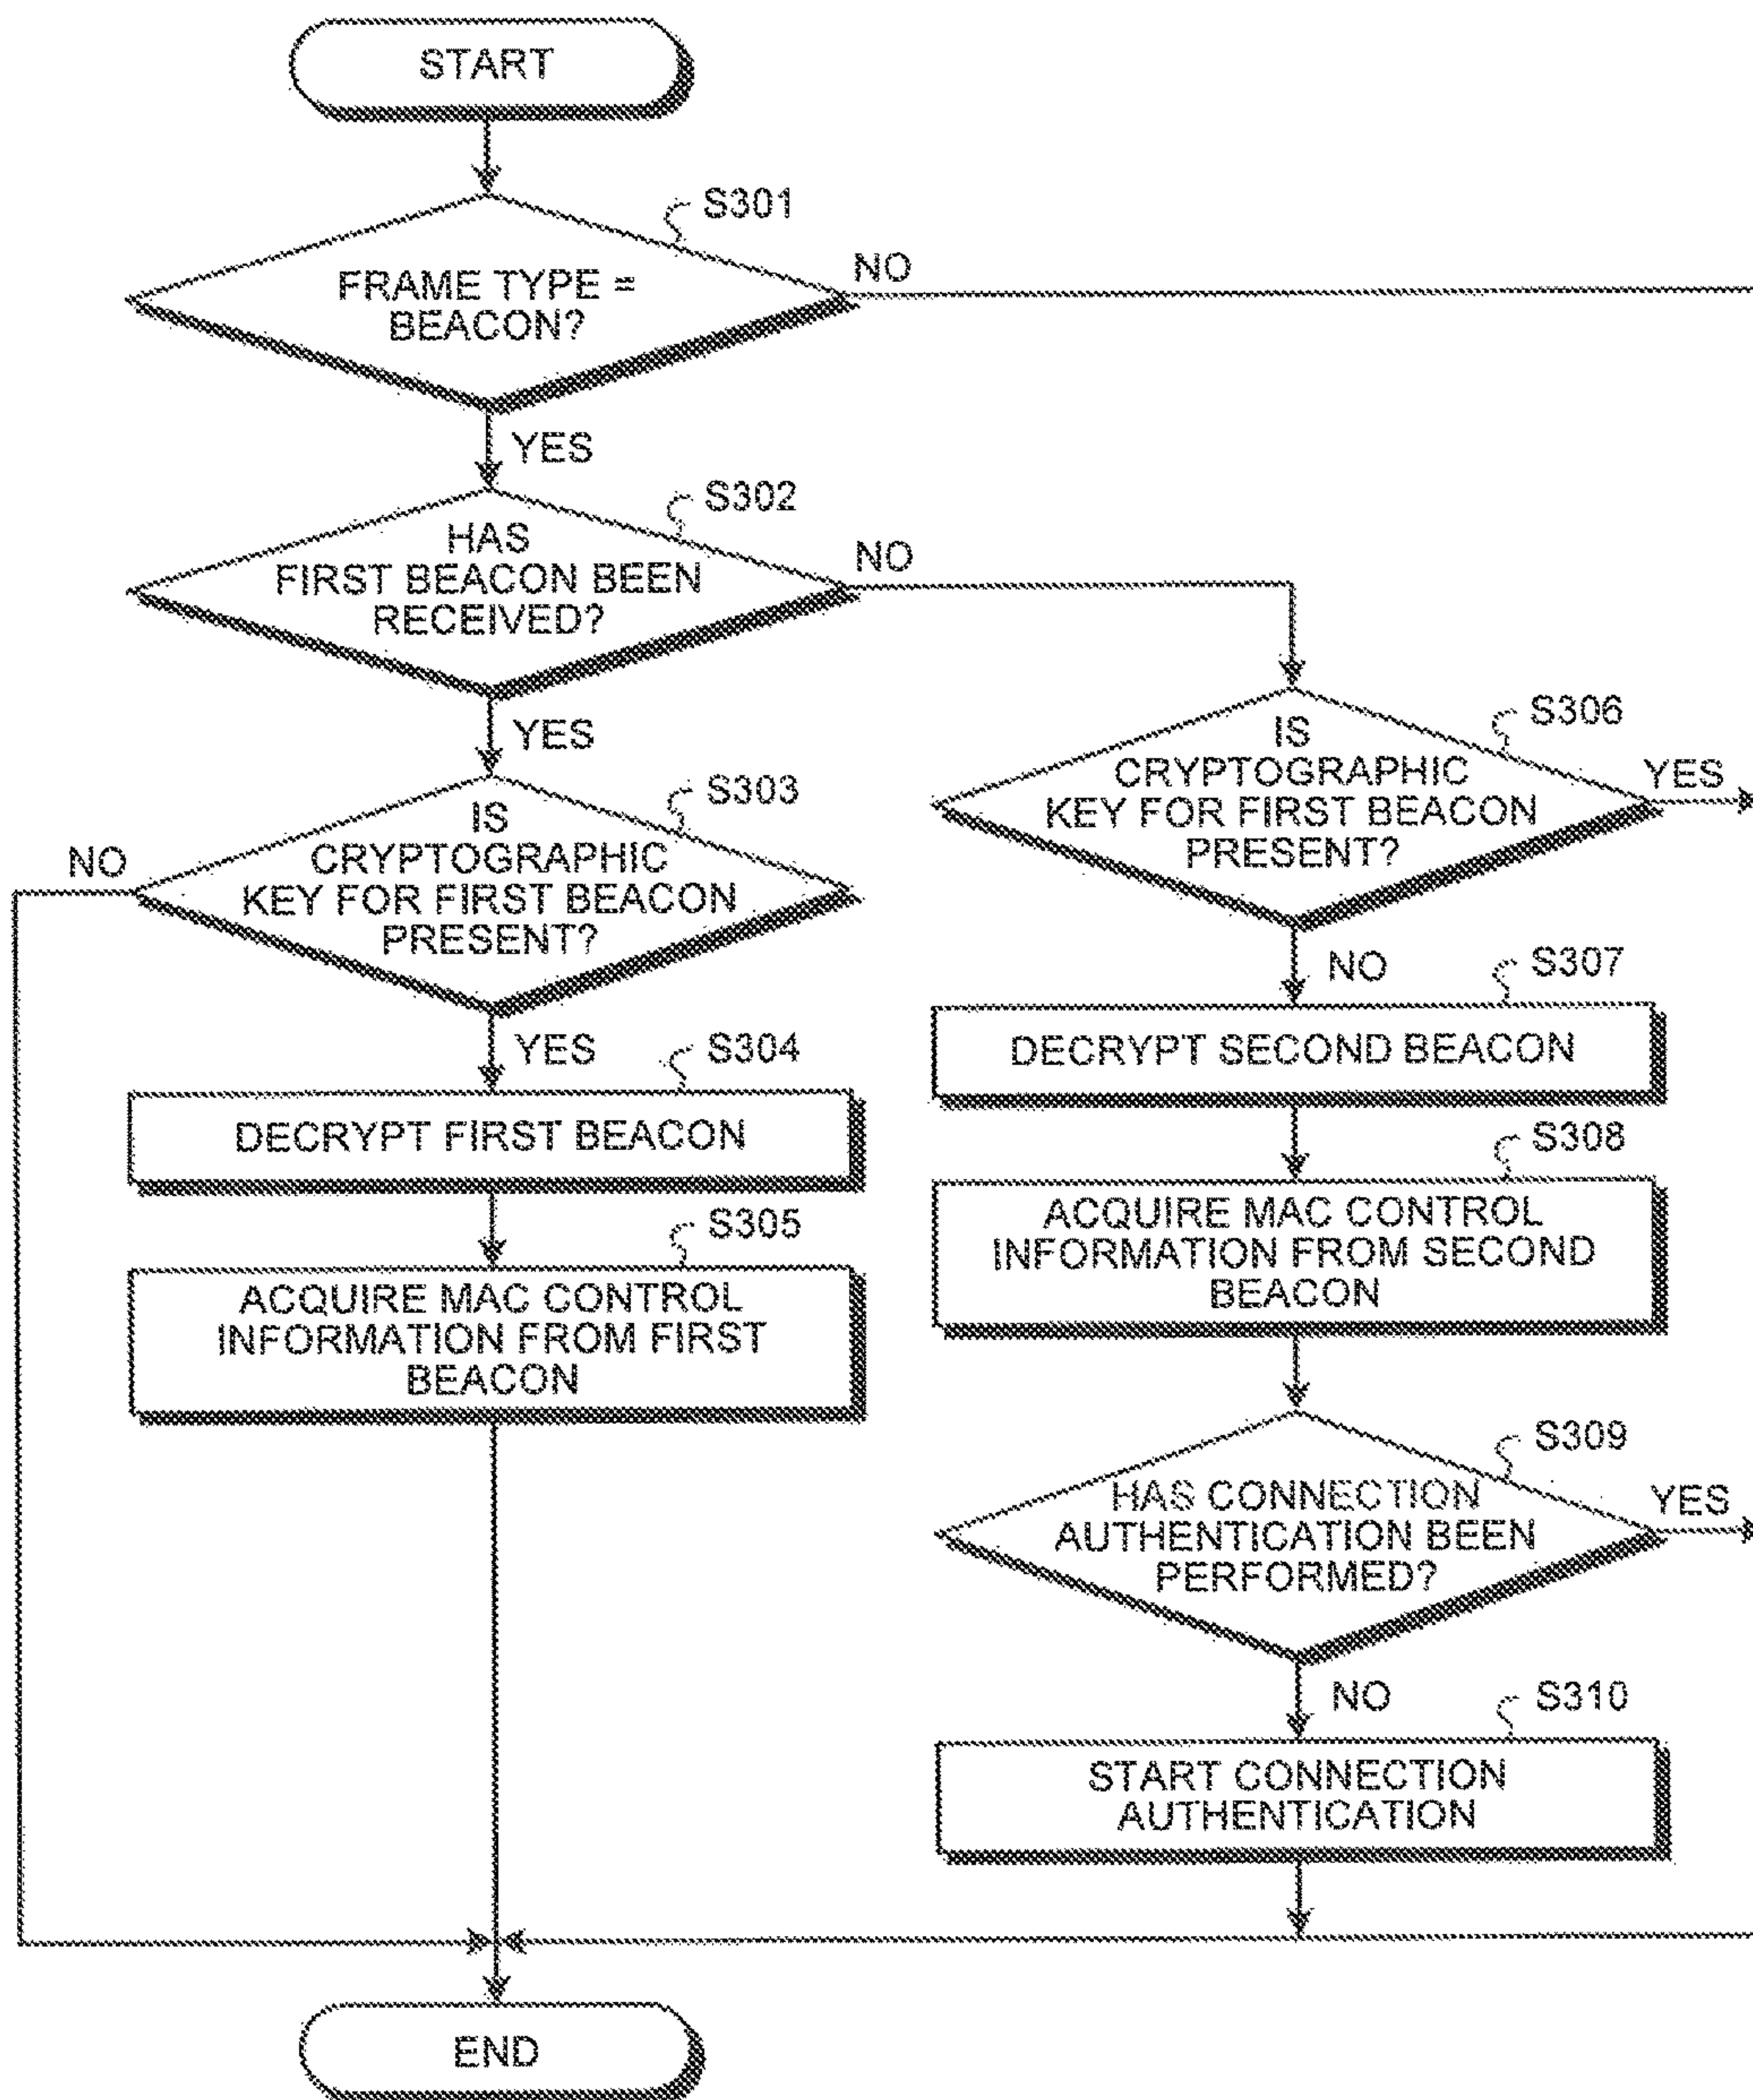 START
S301
FRAME TYPE =
BEACON?
NO
YES
S302
HAS
FIRST BEACON BEEN
RECEIVED?
NO
YES
S303
IS
CRYPTOGRAPHIC
KEY FOR FIRST BEACON
PRESENT?
NO
YES
S304
DECRYPT FIRST BEACON
S305
ACQUIRE MAC CONTROL
INFORMATION FROM FIRST
BEACON
S306
IS
CRYPTOGRAPHIC
KEY FOR FIRST BEACON
PRESENT?
YES
NO
S307
DECRYPT SECOND BEACON
S308
ACQUIRE MAC CONTROL
INFORMATION FROM SECOND
BEACON
S309
HAS CONNECTION
AUTHENTICATION BEEN
PERFORMED?
YES
NO
S310
START CONNECTION
AUTHENTICATION
END